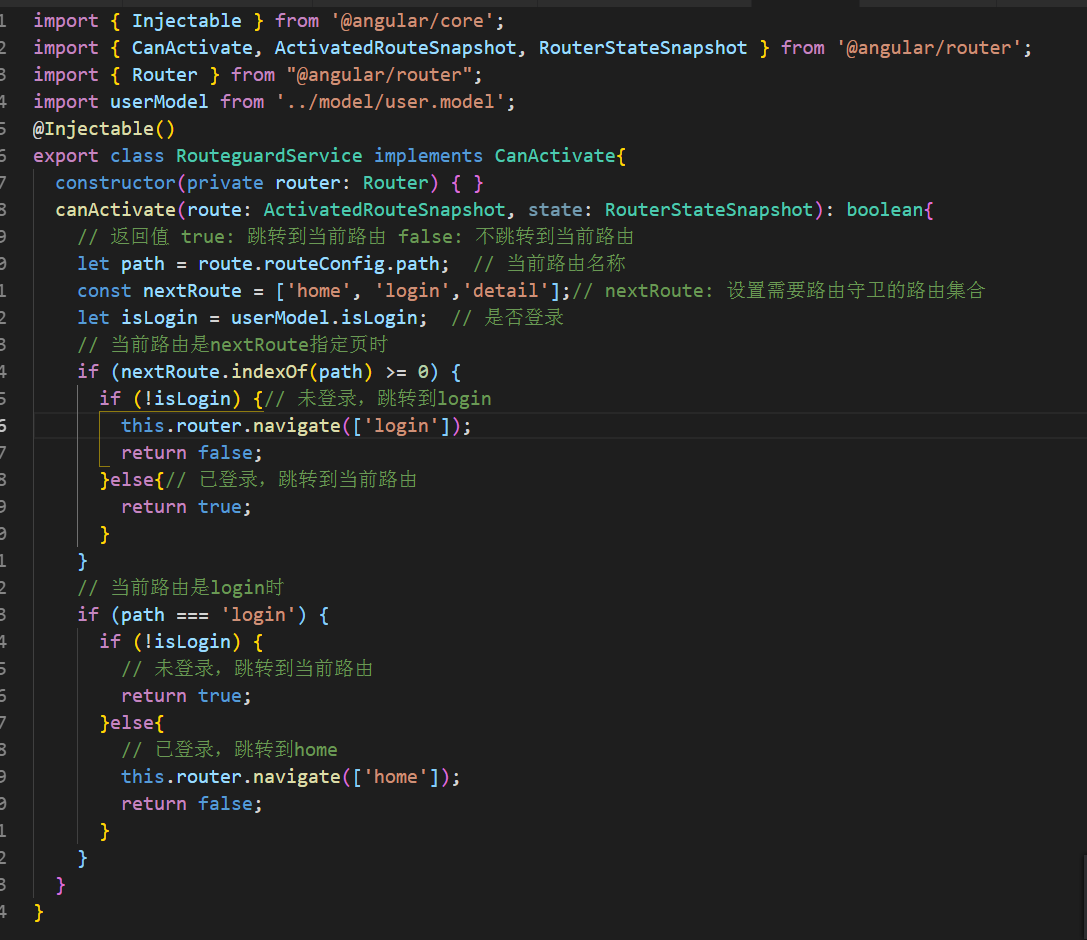 1 import { Injectable } from '@angular/core';
2 import { CanActivate, ActivatedRouteSnapshot, RouterStateSnapshot } from '@angular/router';
3 import { Router } from "@angular/router";
4 import userModel from '../model/user.model';
5 @Injectable()
6 export class RouteguardService implements CanActivate{
7 constructor(private router: Router) { }
8 canActivate(route: ActivatedRouteSnapshot, state: RouterStateSnapshot): boolean{
9 // 返回值 true: 跳转到当前路由 false: 不跳转到当前路由
0 let path = route.routeConfig.path; // 当前路由名称
1 const nextRoute = ['home', 'login','detail'];// nextRoute: 设置需要路由守卫的路由集合
2 let isLogin = userModel.isLogin; // 是否登录
3 // 当前路由是nextRoute指定页时
4 if (nextRoute.indexOf(path) >= 0) {
5 if (!isLogin) {// 未登录，跳转到login
6 this.router.navigate(['login']);
7 return false;
8 }else{// 已登录，跳转到当前路由
9 return true;
0 }
1 }
2 // 当前路由是login时
3 if (path === 'login') {
4 if (!isLogin) {
5 // 未登录，跳转到当前路由
6 return true;
7 }else{
8 // 已登录，跳转到home
9 this.router.navigate(['home']);
0 return false;
1 }
2 }
3 }
4 }